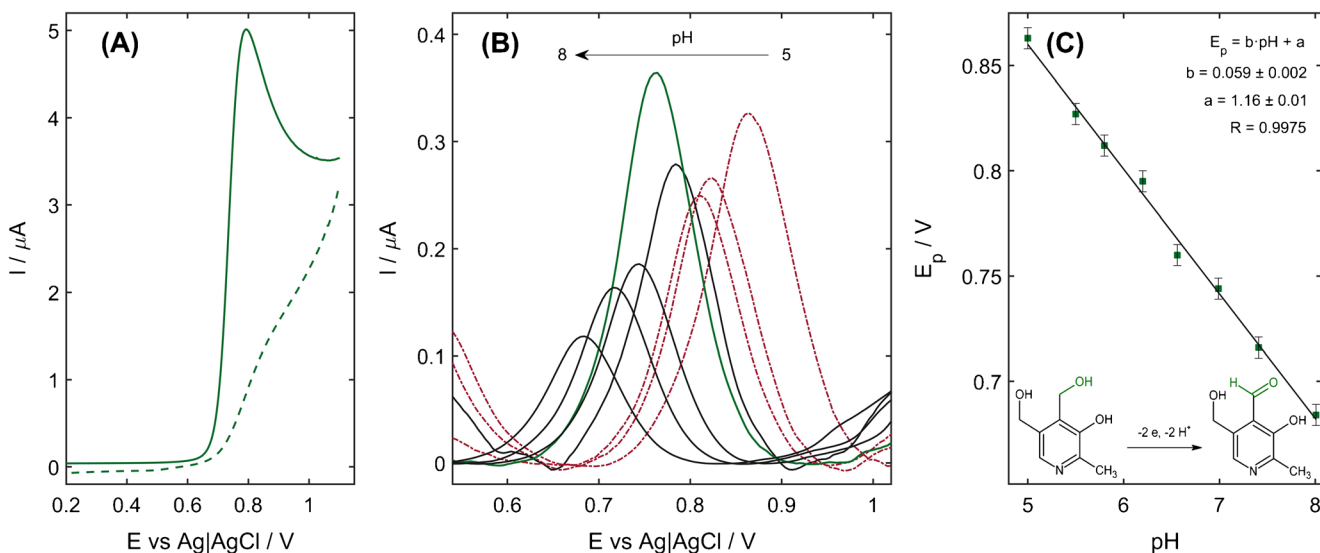 (A)
5
4
3
2
1
0
I / μA
0.2
0.4
0.6
0.8
1
E vs Ag|AgCl / V
(B)
pH
8
5
0.4
0.3
0.2
0.1
0
I / μA
0.6
0.7
0.8
0.9
1
E vs Ag|AgCl / V
(C)
Eₚ = b·pH + a
b = 0.059 ± 0.002
a = 1.16 ± 0.01
R = 0.9975
0.85
0.8
0.75
0.7
Eₚ / V
OH
OH
OH
N
CH₃
-2 e, -2 H⁺
H
O
OH
OH
N
CH₃
5
6
7
8
pH